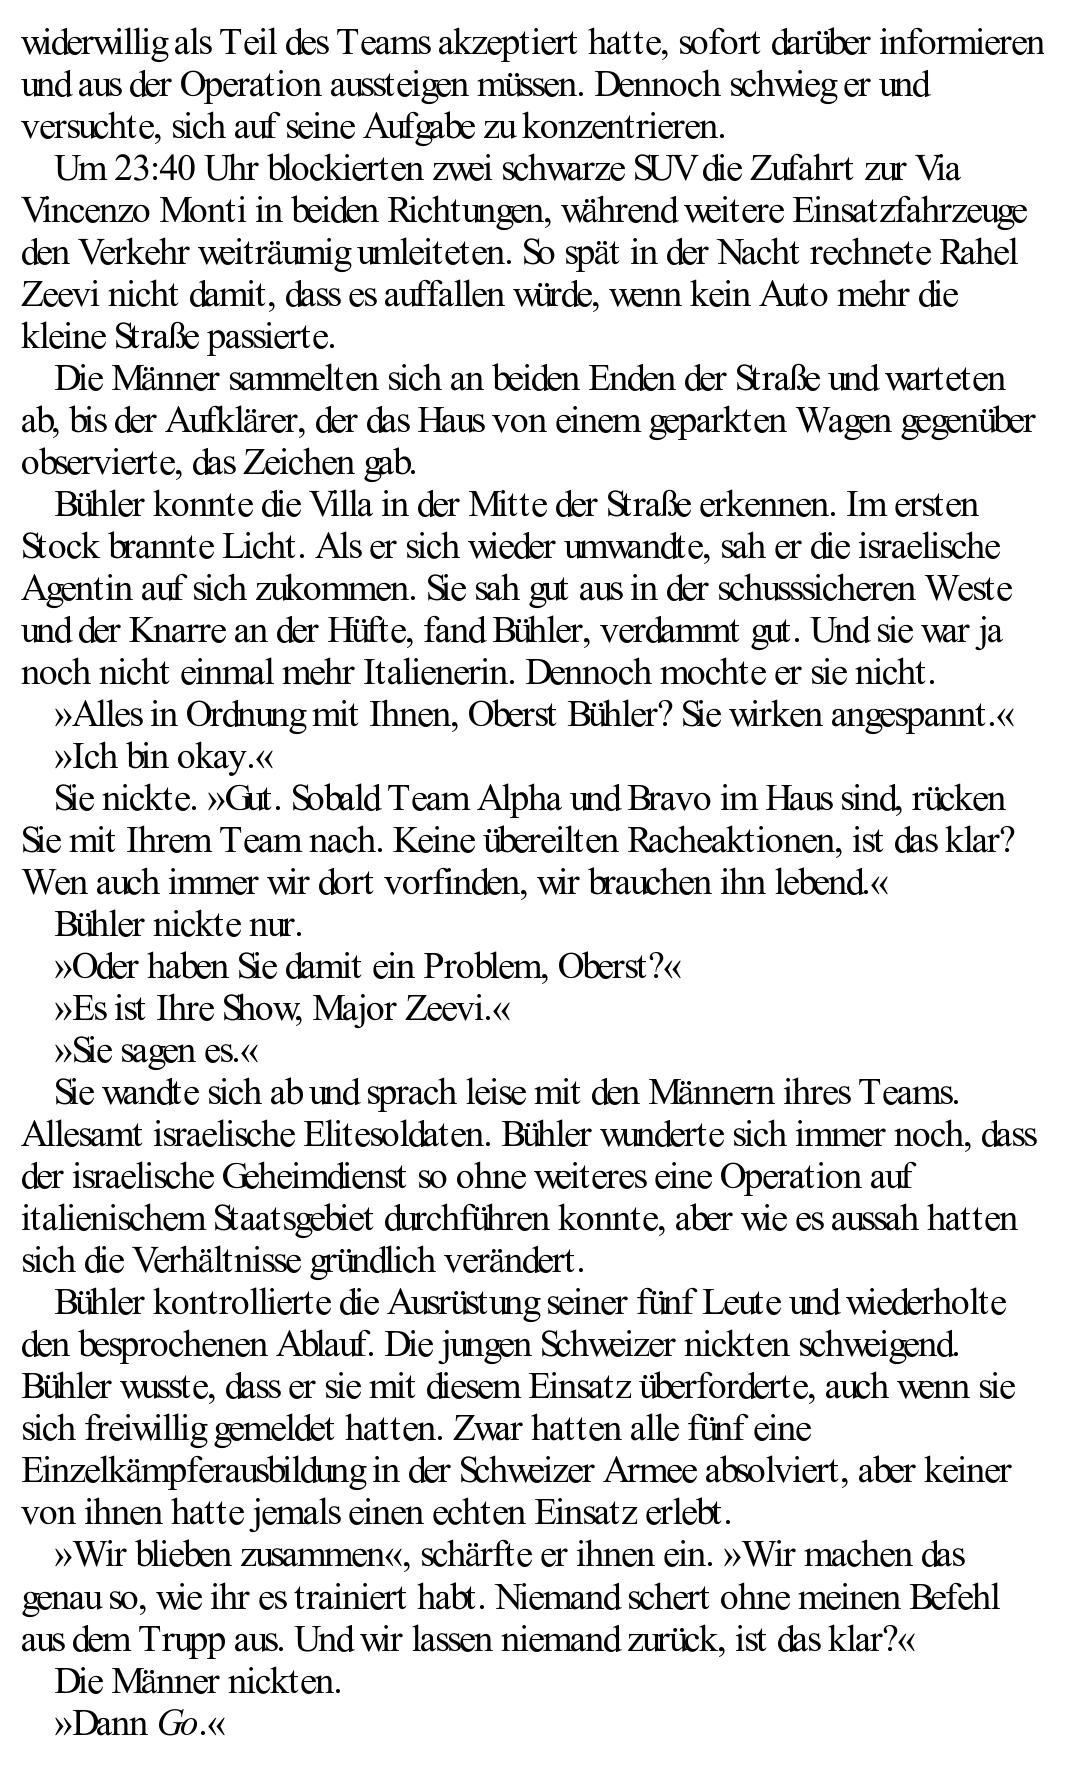 widerwillig als Teil des Teams akzeptiert hatte, sofort darüber informieren
und aus der Operation aussteigen müssen. Dennoch schwieg er und
versuchte, sich auf seine Aufgabe zu konzentrieren.
Um 23:40 Uhr blockierten zwei schwarze SUV die Zufahrt zur Via
Vincenzo Monti in beiden Richtungen, während weitere Einsatzfahrzeuge
den Verkehr weiträumig umleiteten. So spät in der Nacht rechnete Rahel
Zeevi nicht damit, dass es auffallen würde, wenn kein Auto mehr die
kleine Straße passierte.
Die Männer sammelten sich an beiden Enden der Straße und warteten
ab, bis der Aufklärer, der das Haus von einem geparkten Wagen gegenüber
observierte, das Zeichen gab.
Bühler konnte die Villa in der Mitte der Straße erkennen. Im ersten
Stock brannte Licht. Als er sich wieder umwandte, sah er die israelische
Agentin auf sich zukommen. Sie sah gut aus in der schusssicheren Weste
und der Knarre an der Hüfte, fand Bühler, verdammt gut. Und sie war ja
noch nicht einmal mehr Italienerin. Dennoch mochte er sie nicht.
»Alles in Ordnung mit Ihnen, Oberst Bühler? Sie wirken angespannt.«
»Ich bin okay.«
Sie nickte. »Gut. Sobald Team Alpha und Bravo im Haus sind, rücken
Sie mit Ihrem Team nach. Keine übereilten Racheaktionen, ist das klar?
Wen auch immer wir dort vorfinden, wir brauchen ihn lebend.«
Bühler nickte nur.
»Oder haben Sie damit ein Problem, Oberst?«
»Es ist Ihre Show, Major Zeevi.«
»Sie sagen es.«
Sie wandte sich ab und sprach leise mit den Männern ihres Teams.
Allesamt israelische Elitesoldaten. Bühler wunderte sich immer noch, dass
der israelische Geheimdienst so ohne weiteres eine Operation auf
italienischem Staatsgebiet durchführen konnte, aber wie es aussah hatten
sich die Verhältnisse gründlich verändert.
Bühler kontrollierte die Ausrüstung seiner fünf Leute und wiederholte
den besprochenen Ablauf. Die jungen Schweizer nickten schweigend.
Bühler wusste, dass er sie mit diesem Einsatz überforderte, auch wenn sie
sich freiwillig gemeldet hatten. Zwar hatten alle fünf eine
Einzelkämpferausbildung in der Schweizer Armee absolviert, aber keiner
von ihnen hatte jemals einen echten Einsatz erlebt.
»Wir blieben zusammen«, schärfte er ihnen ein. »Wir machen das
genau so, wie ihr es trainiert habt. Niemand schert ohne meinen Befehl
aus dem Trupp aus. Und wir lassen niemand zurück, ist das klar?«
Die Männer nickten.
»Dann Go.«